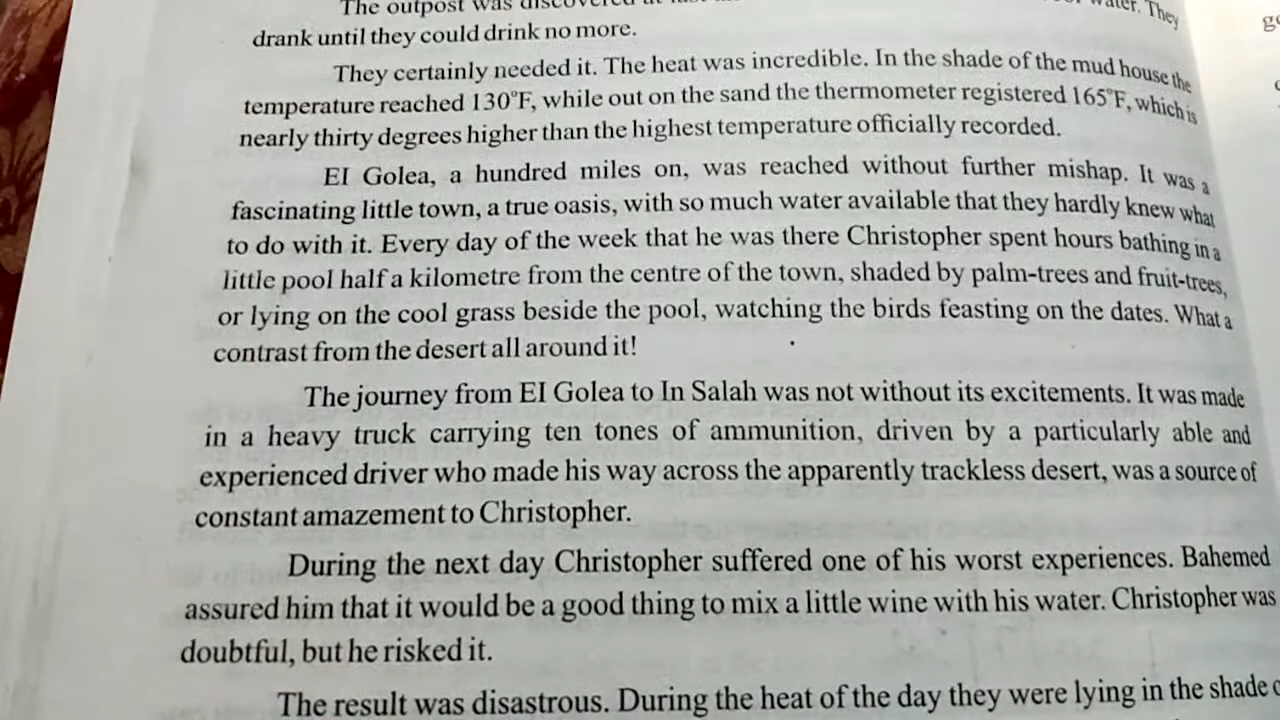 The outpost was discovered at
water. They
drank until they could drink no more.
They certainly needed it. The heat was incredible. In the shade of the mud house the
temperature reached 130°F, while out on the sand the thermometer registered 165°F, which is
nearly thirty degrees higher than the highest temperature officially recorded.
EI Golea, a hundred miles on, was reached without further mishap. It was a
fascinating little town, a true oasis, with so much water available that they hardly knew what
to do with it. Every day of the week that he was there Christopher spent hours bathing in a
little pool half a kilometre from the centre of the town, shaded by palm-trees and fruit-trees,
or lying on the cool grass beside the pool, watching the birds feasting on the dates. What a
contrast from the desert all around it!
The journey from EI Golea to In Salah was not without its excitements. It was made
in a heavy truck carrying ten tones of ammunition, driven by a particularly able and
experienced driver who made his way across the apparently trackless desert, was a source of
constant amazement to Christopher.
During the next day Christopher suffered one of his worst experiences. Bahemed
assured him that it would be a good thing to mix a little wine with his water. Christopher was
doubtful, but he risked it.
The result was disastrous. During the heat of the day they were lying in the shade